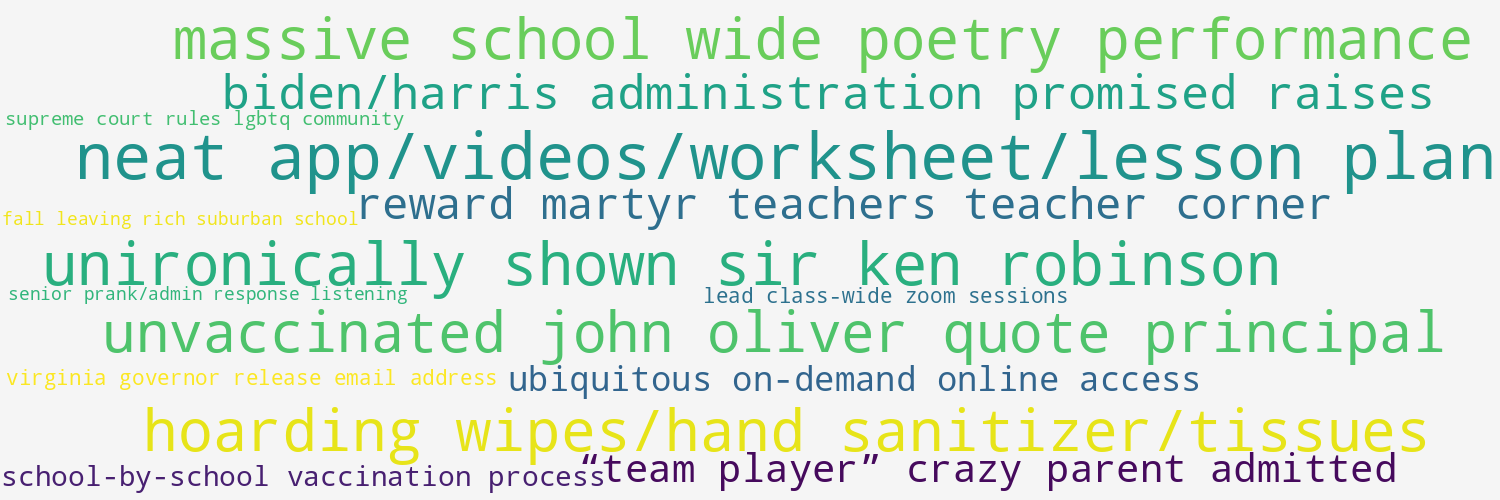 massive school wide poetry performance
biden/harris administration promised raises
supreme court rules lgbtq community
neat app/videos/worksheet/lesson plan
reward martyr teachers teacher corner
fall leaving rich suburban school
unironically shown sir ken robinson
senior prank/admin response listening
lead class-wide zoom sessions
unvaccinated john oliver quote principal
virginia governor release email address
ubiquitous on-demand online access
hoarding wipes/hand sanitizer/tissues
“team player” crazy parent admitted
school-by-school vaccination process